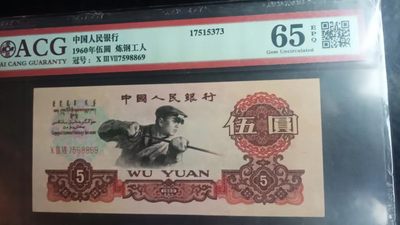 ACG
AI CANG GUARANTY
中国人民银行
1960年伍圆 炼钢工人
冠号: X III VII7598869
17515373
65
EPQ
Gem Uncirculated
中國人民銀行
X III VII 7598869
伍圓
5
WU YUAN
5